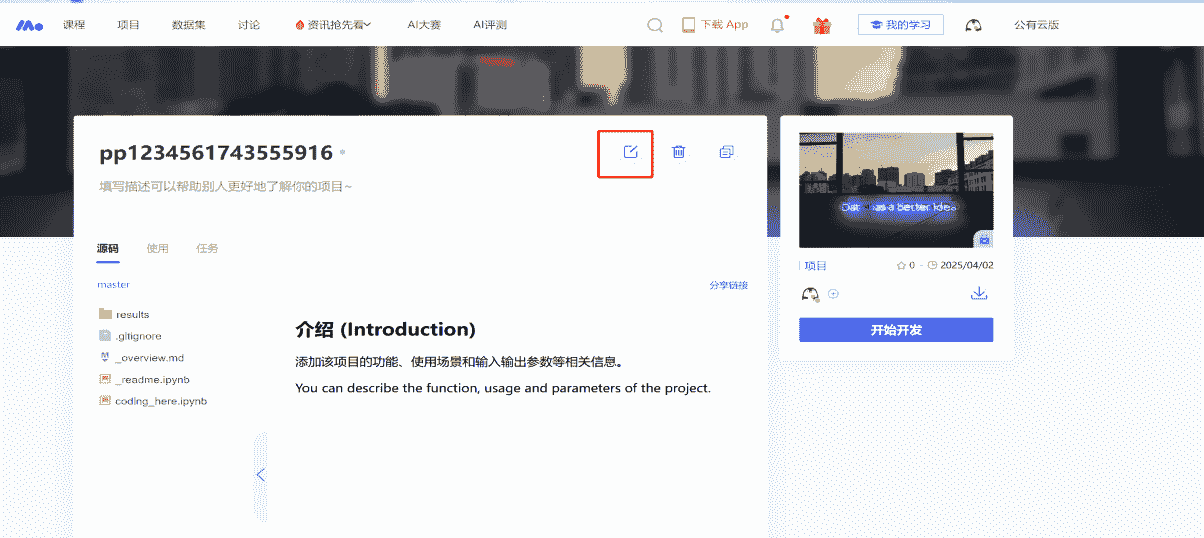 课程 项目 数据集 讨论 资讯抢先看 AI大赛 AI评测 下载 App 我的学习 公有云版
pp1234561743555916
填写描述可以帮助别人更好地了解你的项目~
源码 使用 任务
master 分享链接
results
.gitignore
_overview.md
_readme.ipynb
coding_here.ipynb
介绍 (Introduction)
添加该项目的功能、使用场景和输入输出参数等相关信息。
You can describe the function, usage and parameters of the project.
as a better idea.
项目 0 - 2025/04/02
开始开发